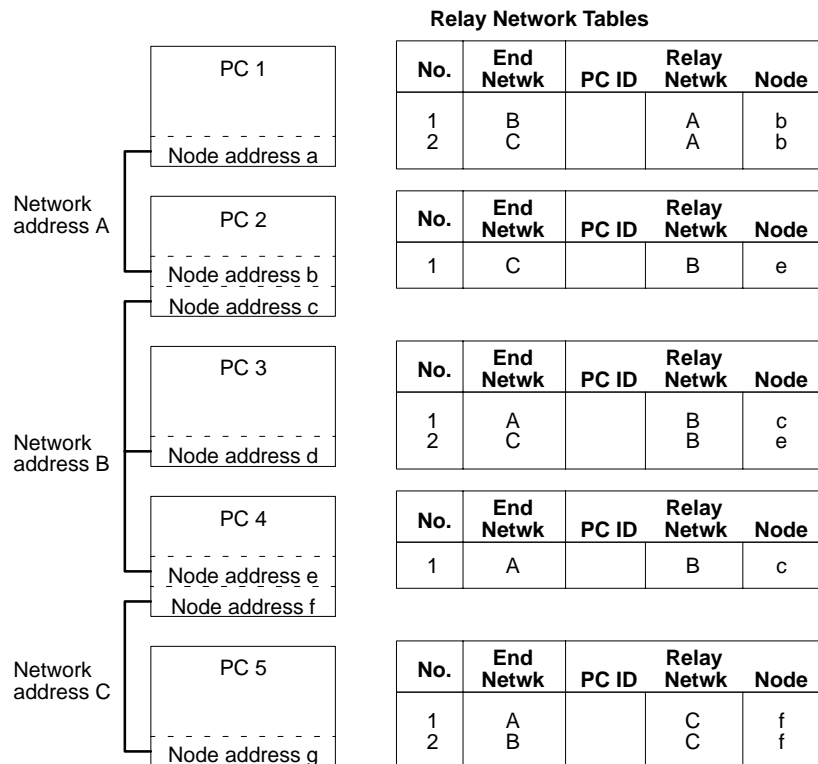 Relay Network Tables
PC 1
Node address a
No. End Netwk PC ID Relay Netwk Node
1 B A b
2 C A b
Network address A
PC 2
Node address b
Node address c
No. End Netwk PC ID Relay Netwk Node
1 C B e
PC 3
Node address d
No. End Netwk PC ID Relay Netwk Node
1 A B c
2 C B e
Network address B
PC 4
Node address e
Node address f
No. End Netwk PC ID Relay Netwk Node
1 A B c
Network address C
PC 5
Node address g
No. End Netwk PC ID Relay Netwk Node
1 A C f
2 B C f